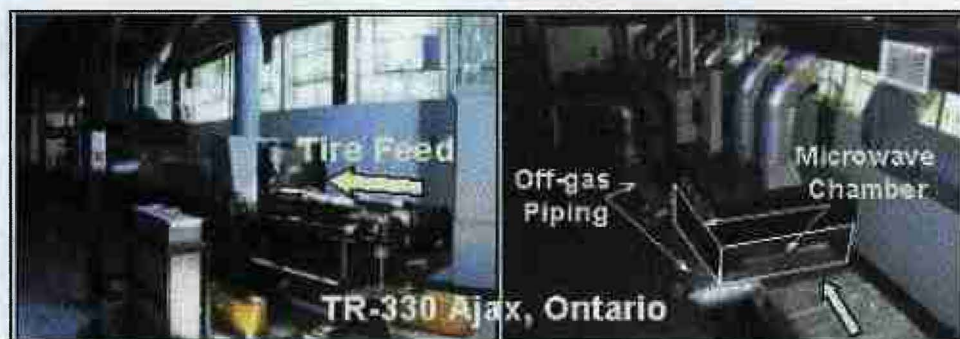 Tire Feed
Off-gas
Piping
Microwave
Chamber
TR-330 Ajax, Ontario